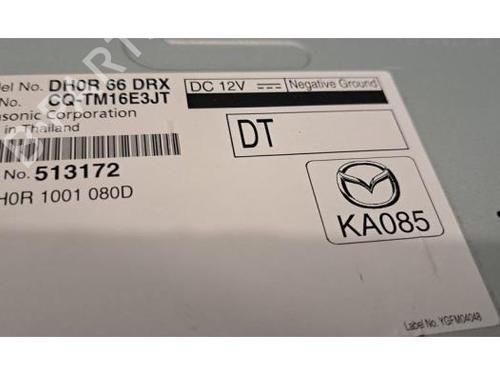 el No. DH0R 66 DRX
No. CQ-TM16E3JT
asonic Corporation
in Thailand
DC 12V Negative Ground
DT
No. 513172
H0R 1001 080D
KA085
Label No. YGFM04048